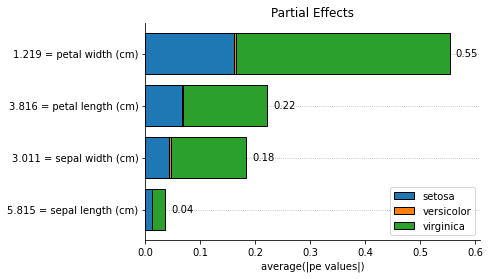 Partial Effects
1.219 = petal width (cm)
0.55
3.816 = petal length (cm)
0.22
3.011 = sepal width (cm)
0.18
5.815 = sepal length (cm)
0.04
setosa
versicolor
virginica
0.0 0.1 0.2 0.3 0.4 0.5 0.6
average(|pe values|)